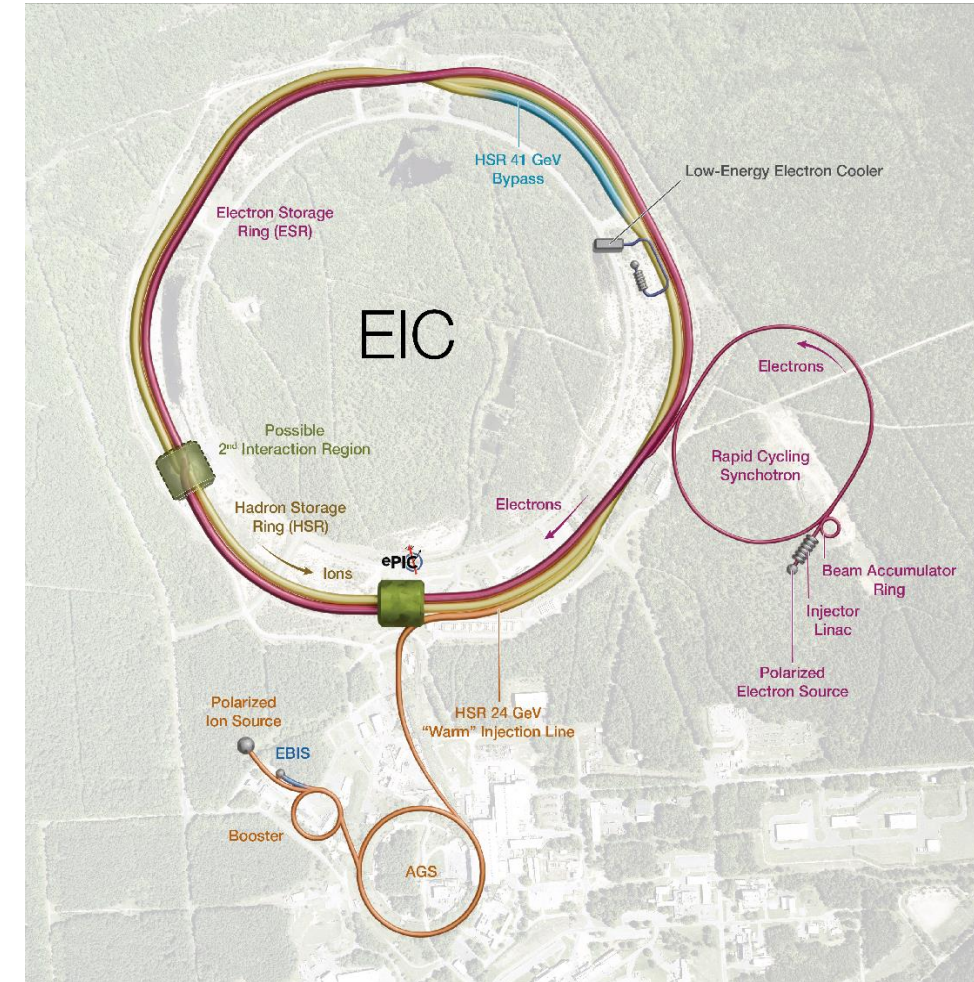 HSR 41 GeV
Bypass
Low-Energy Electron Cooler
Electron Storage
Ring (ESR)
EIC
Electrons
Possible
2nd Interaction Region
Rapid Cycling
Synchotron
Hadron Storage
Ring (HSR)
Electrons
ePIC
Ions
Beam Accumulator
Ring
Injector
Linac
Polarized
Electron Source
Polarized
Ion Source
HSR 24 GeV
"Warm" Injection Line
EBIS
Booster
AGS